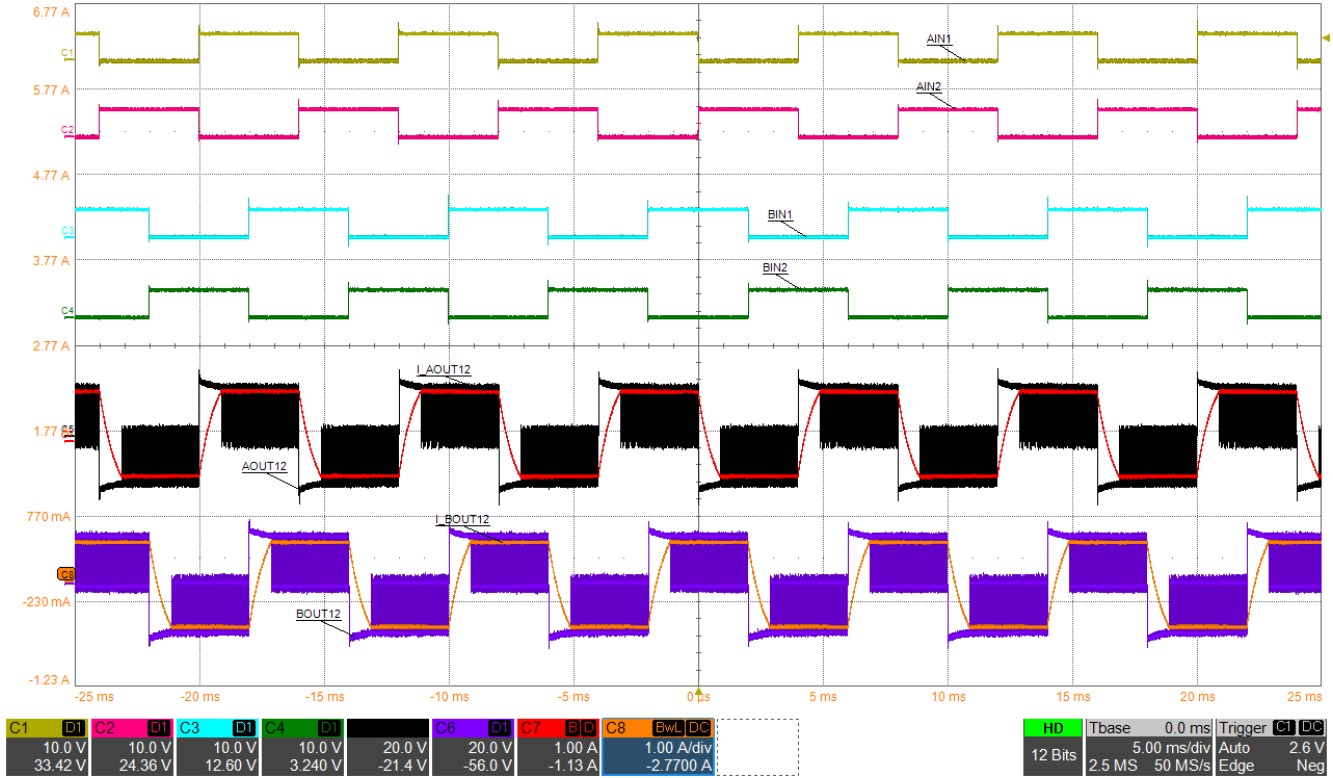 6.77 A
C1
AIN1
5.77 A
AIN2
C2
4.77 A
BIN1
C3
3.77 A
BIN2
C4
2.77 A
I_AOUT12
1.77 A
C5
AOUT12
770 mA
I_BOUT12
C8
-230 mA
BOUT12
-1.23 A
-25 ms -20 ms -15 ms -10 ms -5 ms 0 s 5 ms 10 ms 15 ms 20 ms 25 ms
C1 D1 C2 D1 C3 D1 C4 D1 C6 D1 C7 B D C8 BwL DC HD Tbase 0.0 ms Trigger C1 DC
10.0 V 10.0 V 10.0 V 10.0 V 20.0 V 20.0 V 1.00 A 1.00 A/div 12 Bits 5.00 ms/div Auto 2.6 V
33.42 V 24.36 V 12.60 V 3.240 V -21.4 V -56.0 V -1.13 A -2.7700 A 2.5 MS 50 MS/s Edge Neg